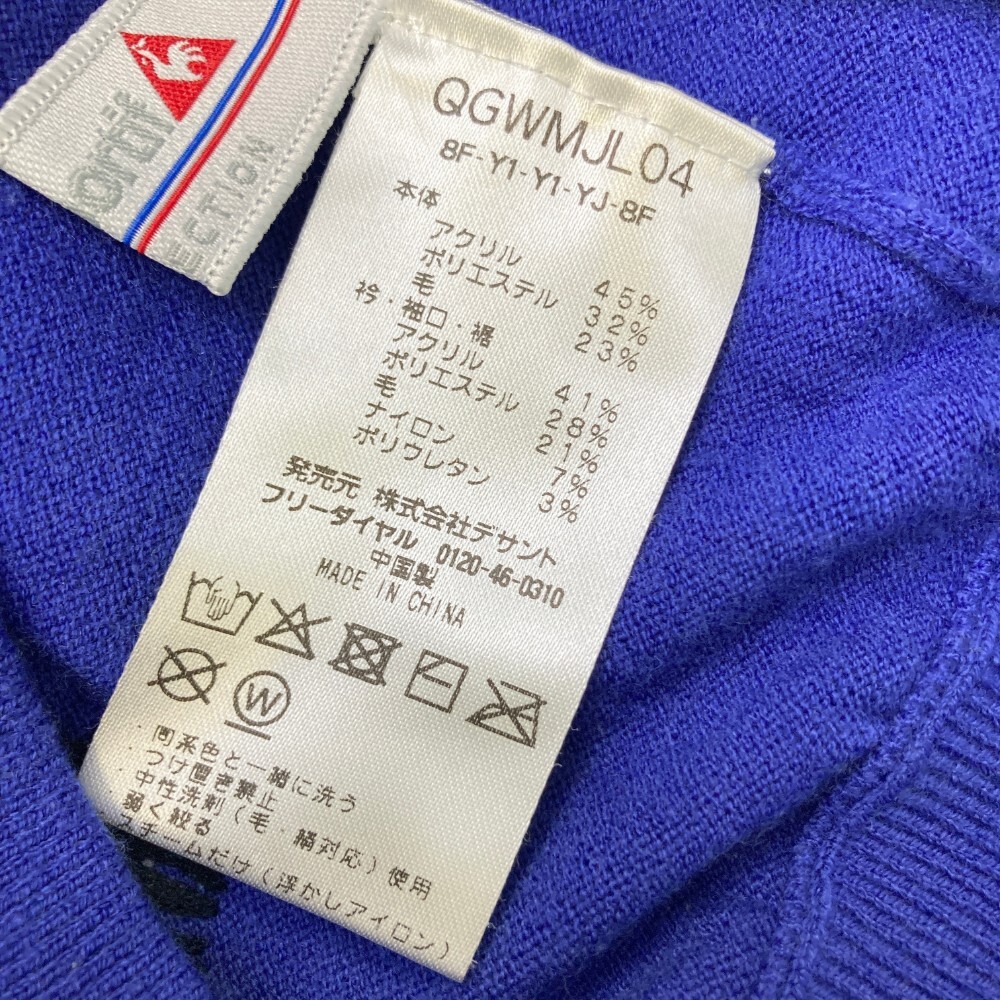 ortif
ECTION
QGWMJL04
8F-Y1-Y1-YJ-8F
本体
アクリル 45%
ポリエステル 32%
毛 23%
衿・袖口・裾
アクリル 41%
ポリエステル 28%
毛 21%
ナイロン 7%
ポリウレタン 3%
発売元 株式会社デサント
フリーダイヤル 0120-46-0310
中国製
MADE IN CHINA
W
・同系色と一緒に洗う
・つけ置き禁止
・中性洗剤(毛・絹対応)使用
・弱く絞る
・スチームだけ(浮かしアイロン)